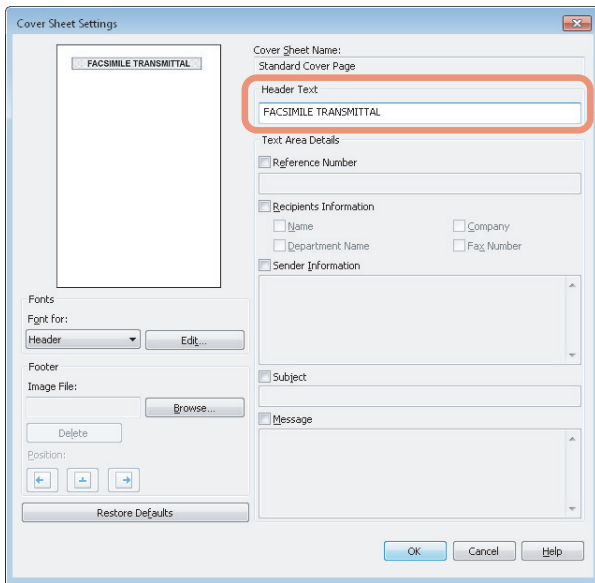 Cover Sheet Settings
FACSIMILE TRANSMITTAL
Cover Sheet Name:
Standard Cover Page
Header Text
FACSIMILE TRANSMITTAL
Text Area Details
Reference Number
Recipients Information
Name
Company
Department Name
Fax Number
Sender Information
Subject
Message
Fonts
Font for:
Header
Edit...
Footer
Image File:
Browse...
Delete
Position:
Restore Defaults
OK
Cancel
Help